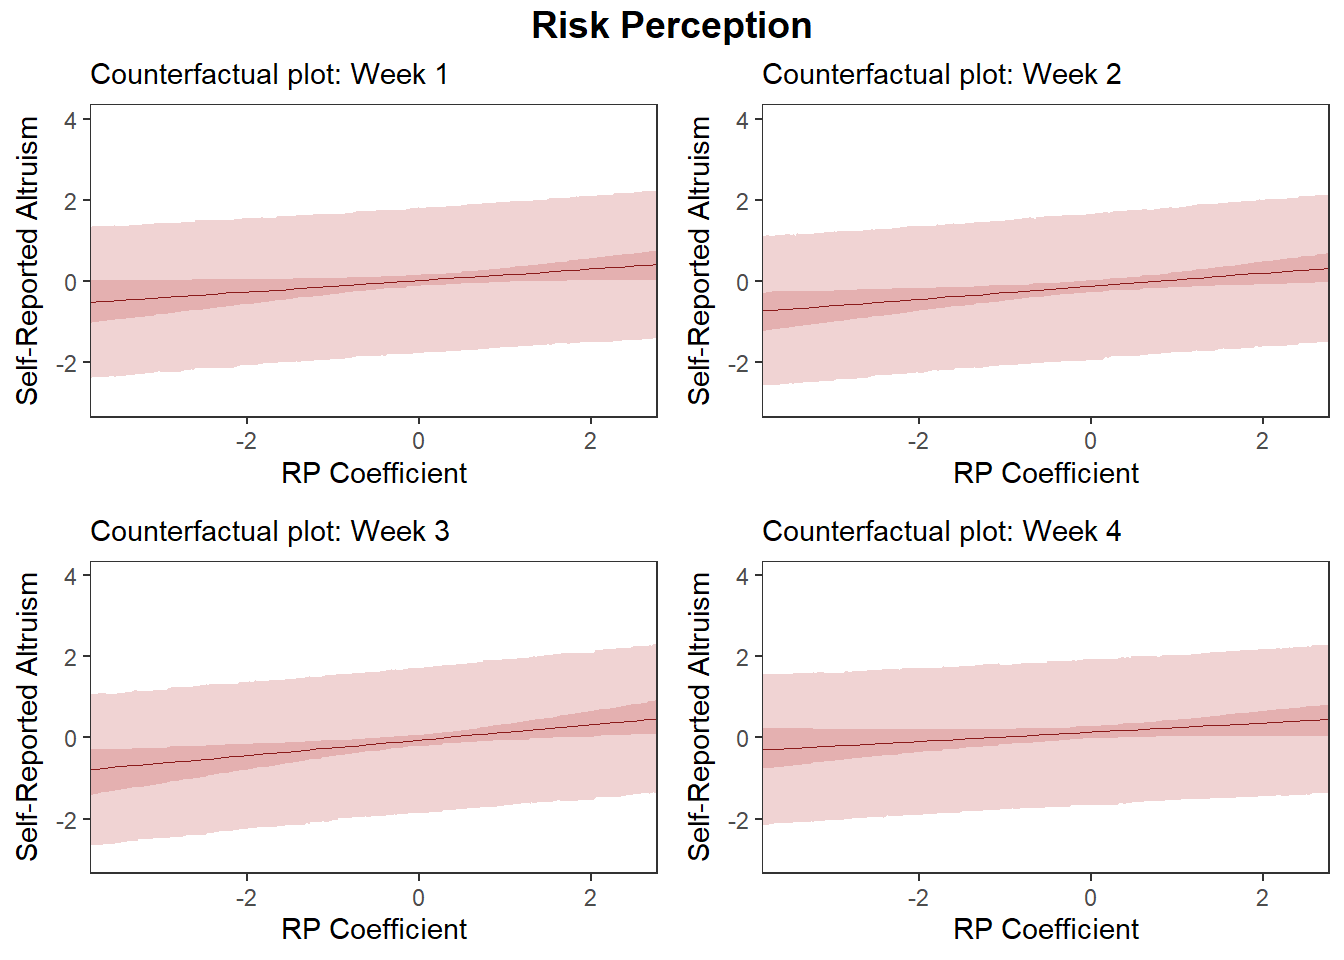 Risk Perception
Counterfactual plot: Week 1
Self-Reported Altruism
4
2
0
-2
-2
0
2
RP Coefficient
Counterfactual plot: Week 2
Self-Reported Altruism
4
2
0
-2
-2
0
2
RP Coefficient
Counterfactual plot: Week 3
Self-Reported Altruism
4
2
0
-2
-2
0
2
RP Coefficient
Counterfactual plot: Week 4
Self-Reported Altruism
4
2
0
-2
-2
0
2
RP Coefficient